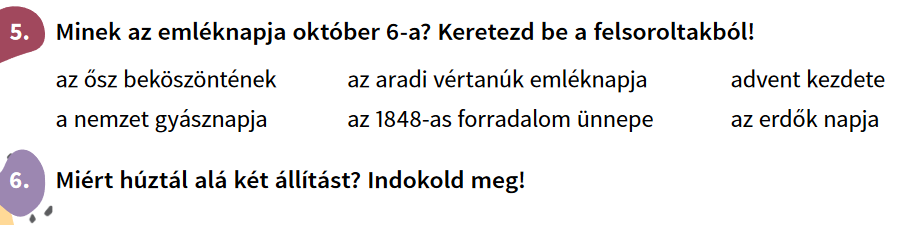 5. Minek az emléknapja október 6-a? Keretezd be a felsoroltakból!
az ősz beköszöntének az aradi vértanúk emléknapja advent kezdete
a nemzet gyásznapja az 1848-as forradalom ünnepe az erdők napja
6. Miért húztál alá két állítást? Indokold meg!